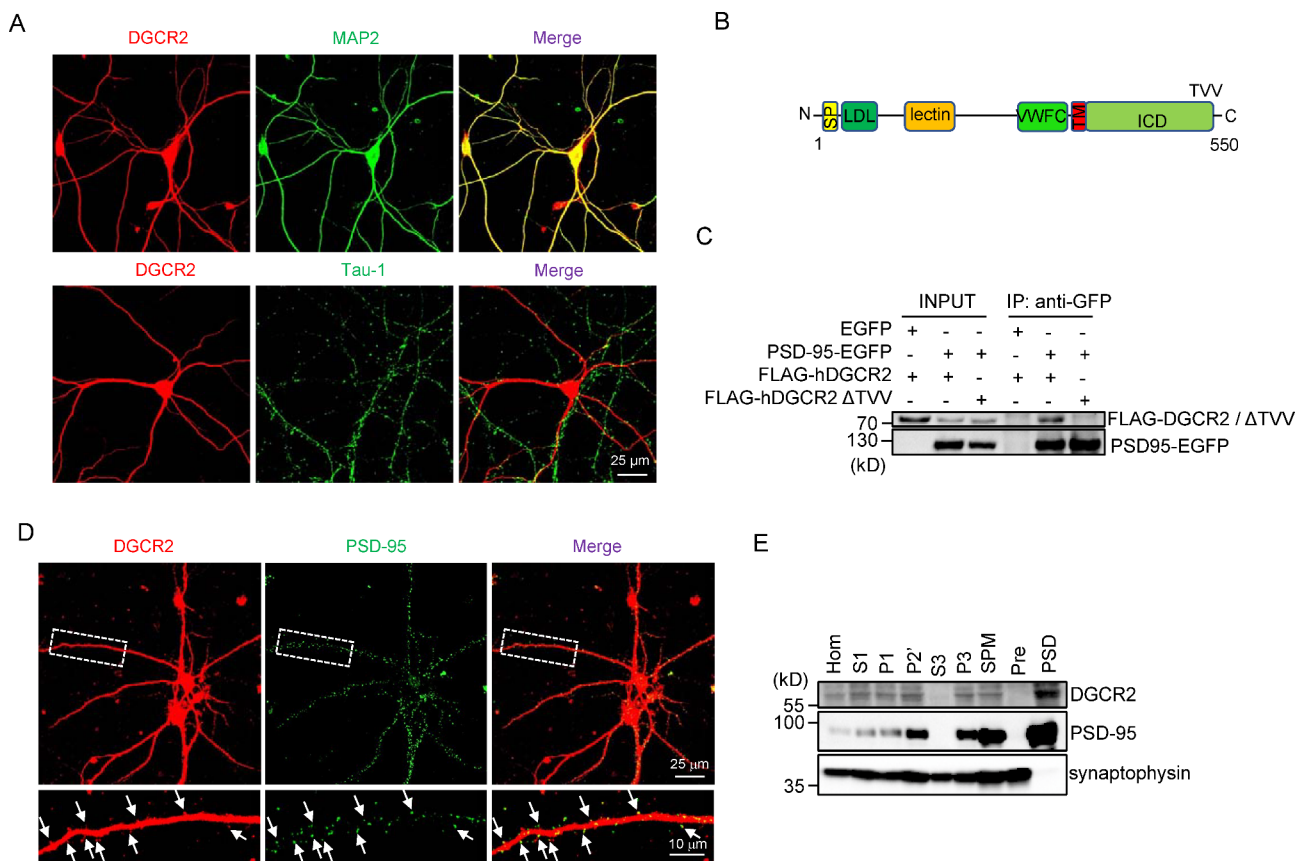 A
DGCR2 MAP2 Merge
DGCR2 Tau-1 Merge
25 µm
B
TVV
N SP LDL lectin VWFC TM ICD C
1 550
C
INPUT IP: anti-GFP
EGFP + - - + - -
PSD-95-EGFP - + + - + +
FLAG-hDGCR2 + + - + + -
FLAG-hDGCR2 ΔTVV - - + - - +
70 FLAG-DGCR2 / ΔTVV
130 PSD95-EGFP
(kD)
D
DGCR2 PSD-95 Merge
25 µm
10 µm
E
Hom S1 P1 P2' S3 P3 SPM Pre PSD
(kD)
55 DGCR2
100 PSD-95
35 synaptophysin